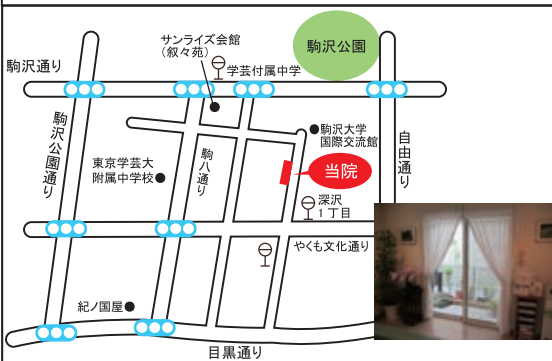 サンライズ会館
（叙々苑）
駒沢公園
駒沢通り
学芸付属中学
駒沢公園通り
駒沢大学
国際交流館
自由通り
東京学芸大
附属中学校
駒八通り
当院
深沢
1丁目
やくも文化通り
紀ノ国屋
目黒通り